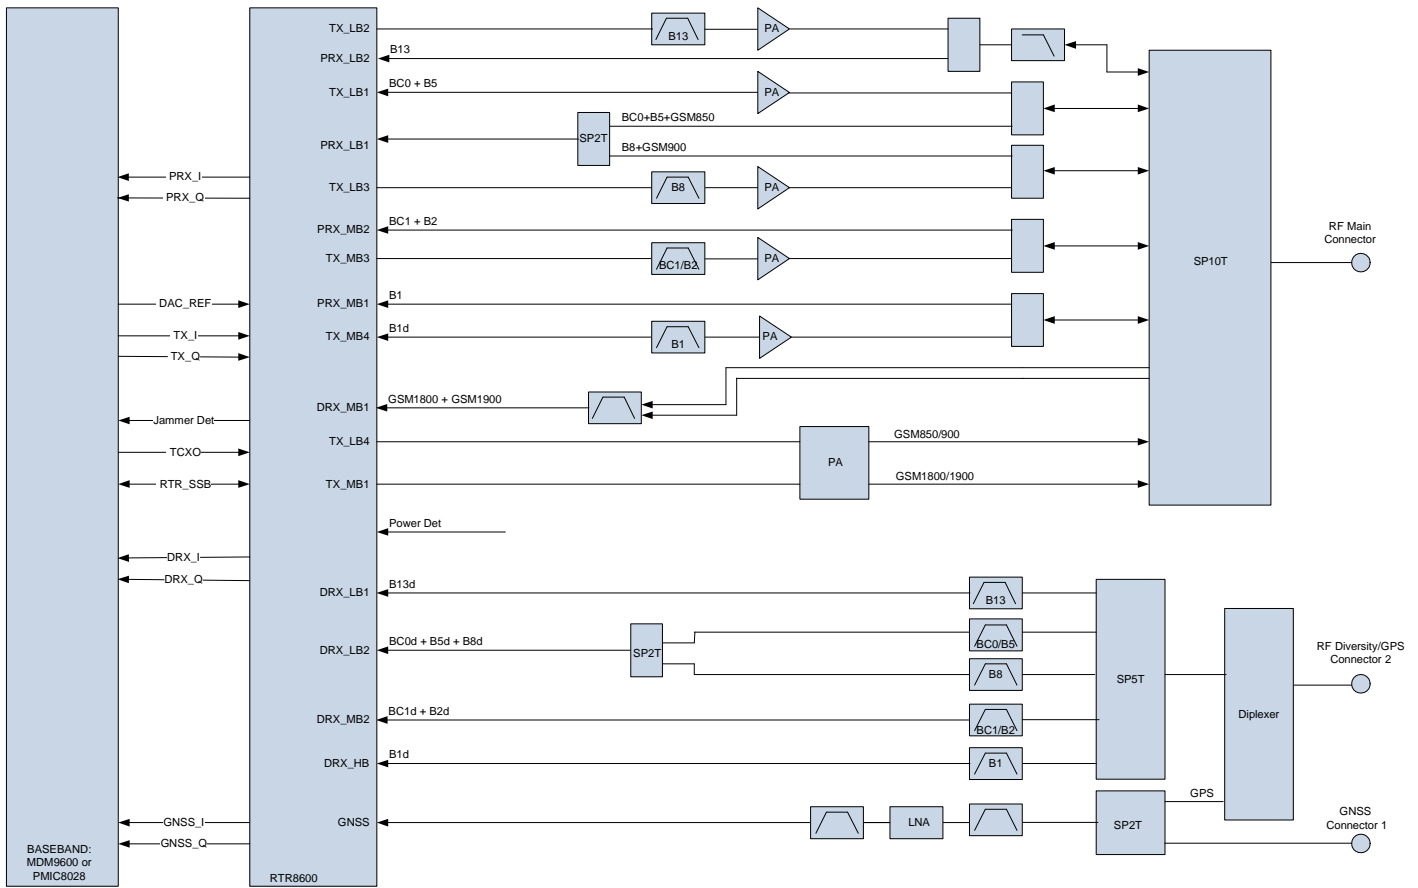 TX_LB2
B13
PA
B13
PRX_LB2
BC0 + B5
TX_LB1
PA
BC0+B5+GSM850
SP2T
PRX_LB1
B8+GSM900
PRX_I
TX_LB3
B8
PA
PRX_Q
BC1 + B2
PRX_MB2
RF Main
Connector
TX_MB3
BC1/B2
PA
SP10T
B1
DAC_REF
PRX_MB1
B1d
TX_I
TX_MB4
B1
PA
TX_Q
GSM1800 + GSM1900
DRX_MB1
Jammer Det
GSM850/900
TX_LB4
TCXO
PA
GSM1800/1900
RTR_SSB
TX_MB1
Power Det
DRX_I
DRX_Q
B13d
DRX_LB1
B13
BC0d + B5d + B8d
BC0/B5
RF Diversity/GPS
Connector 2
DRX_LB2
SP2T
B8
SP5T
BC1d + B2d
DRX_MB2
BC1/B2
Diplexer
B1d
DRX_HB
B1
GPS
GNSS
Connector 1
GNSS_I
GNSS
LNA
SP2T
GNSS_Q
BASEBAND:
MDM9600 or
PMIC8028
RTR8600